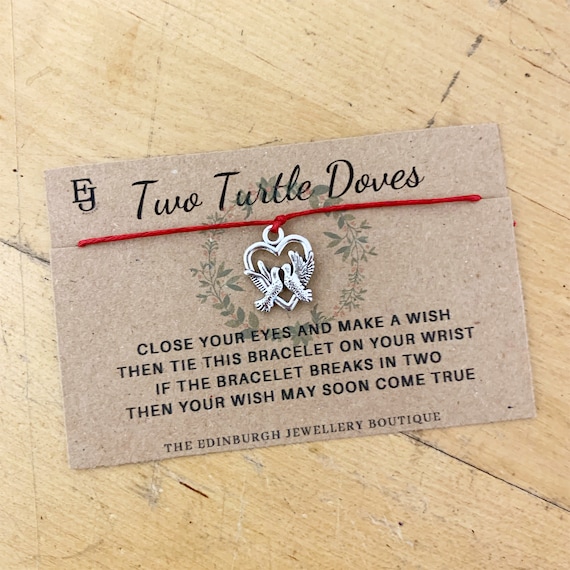 EJ
Two Turtle Doves
CLOSE YOUR EYES AND MAKE A WISH
THEN TIE THIS BRACELET ON YOUR WRIST
IF THE BRACELET BREAKS IN TWO
THEN YOUR WISH MAY SOON COME TRUE
THE EDINBURGH JEWELLERY BOUTIQUE